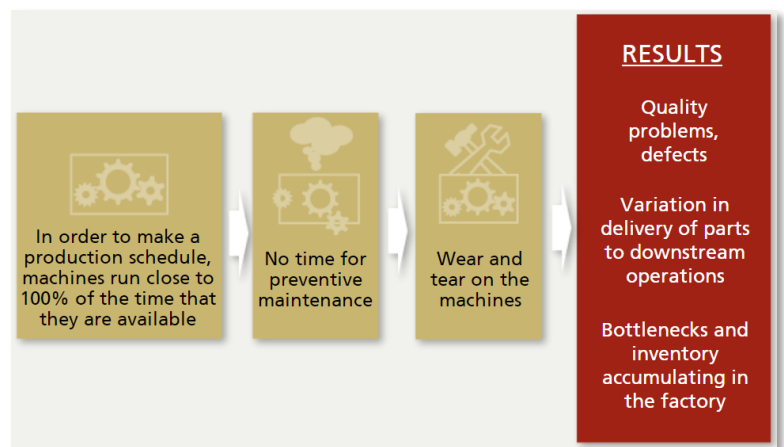 In order to make a
production schedule,
machines run close to
100% of the time that
they are available
No time for
preventive
maintenance
Wear and
tear on the
machines
RESULTS
Quality
problems,
defects
Variation in
delivery of parts
to downstream
operations
Bottlenecks and
inventory
accumulating in
the factory